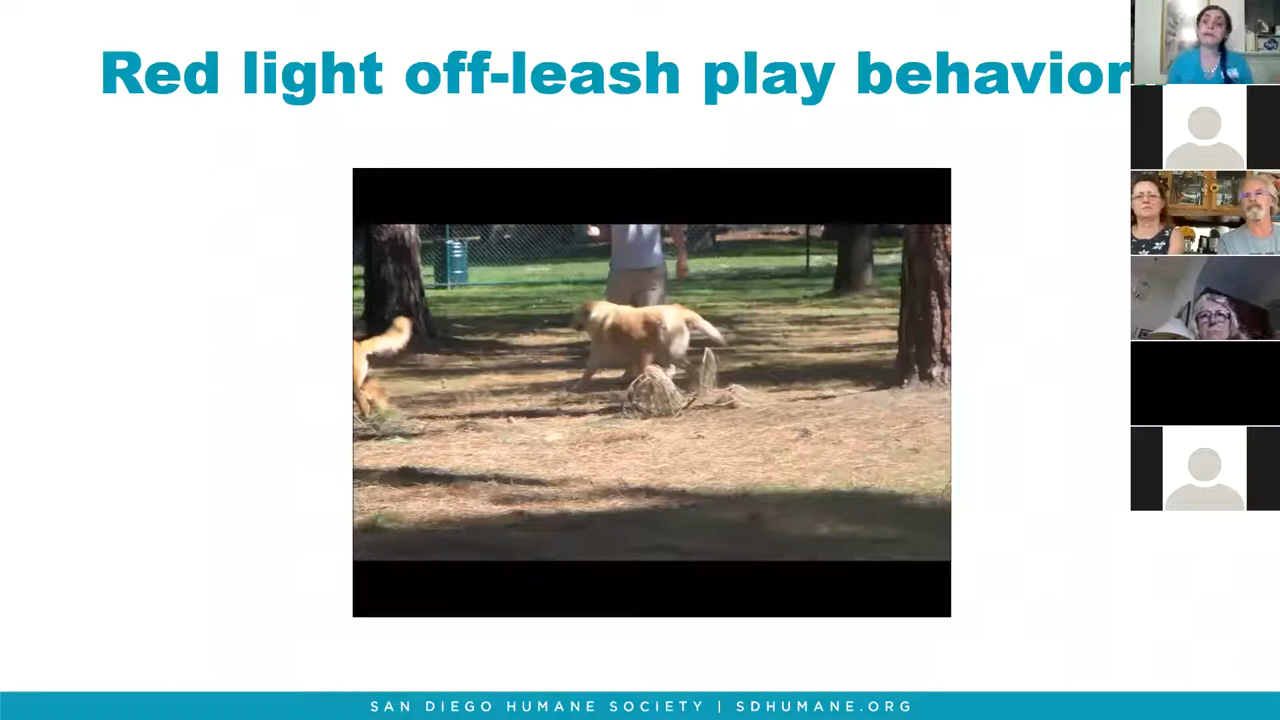 Red light off-leash play behavior
SAN DIEGO HUMANE SOCIETY | SDHUMANE.ORG